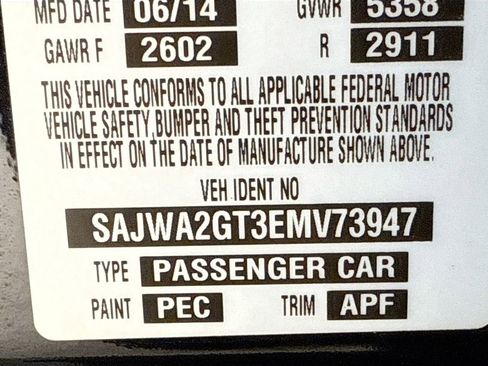 MFD DATE 06/14 GVWR 5358
GAWR F 2602 R 2911
THIS VEHICLE CONFORMS TO ALL APPLICABLE FEDERAL MOTOR
VEHICLE SAFETY,BUMPER AND THEFT PREVENTION STANDARDS
IN EFFECT ON THE DATE OF MANUFACTURE SHOWN ABOVE.
VEH IDENT NO
SAJWA2GT3EMV73947
TYPE PASSENGER CAR
PAINT PEC TRIM APF